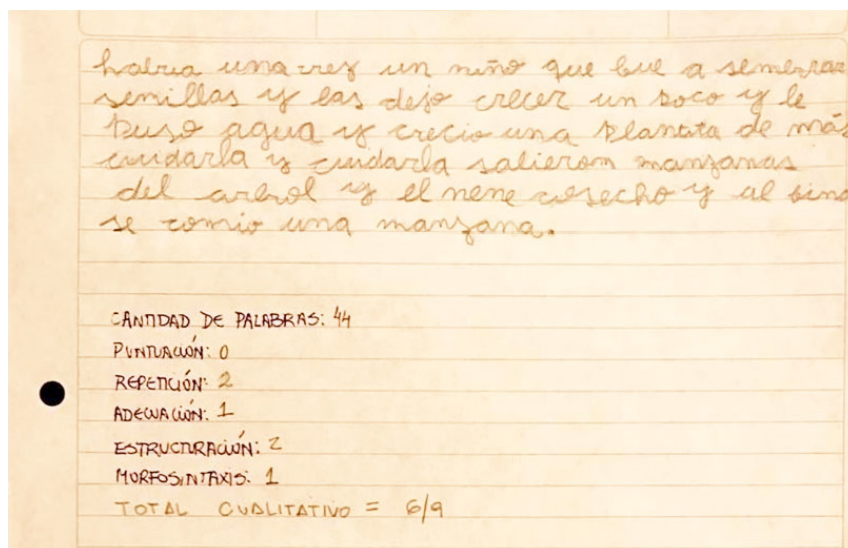 habia una vez un niño que fue a sembrar
semillas y las dejo crecer un poco y le
puso agua y crecio una plantita de más
cuidarla y cuidarla salieron manzanas
del arbol y el nene cosecho y al fina
se comio una manzana.
CANTIDAD DE PALABRAS: 44
PUNTUACIÓN: 0
REPETICIÓN: 2
ADECUACIÓN: 1
ESTRUCTURACIÓN: 2
MORFOSINTAXIS: 1
TOTAL CUALITATIVO = 6/9